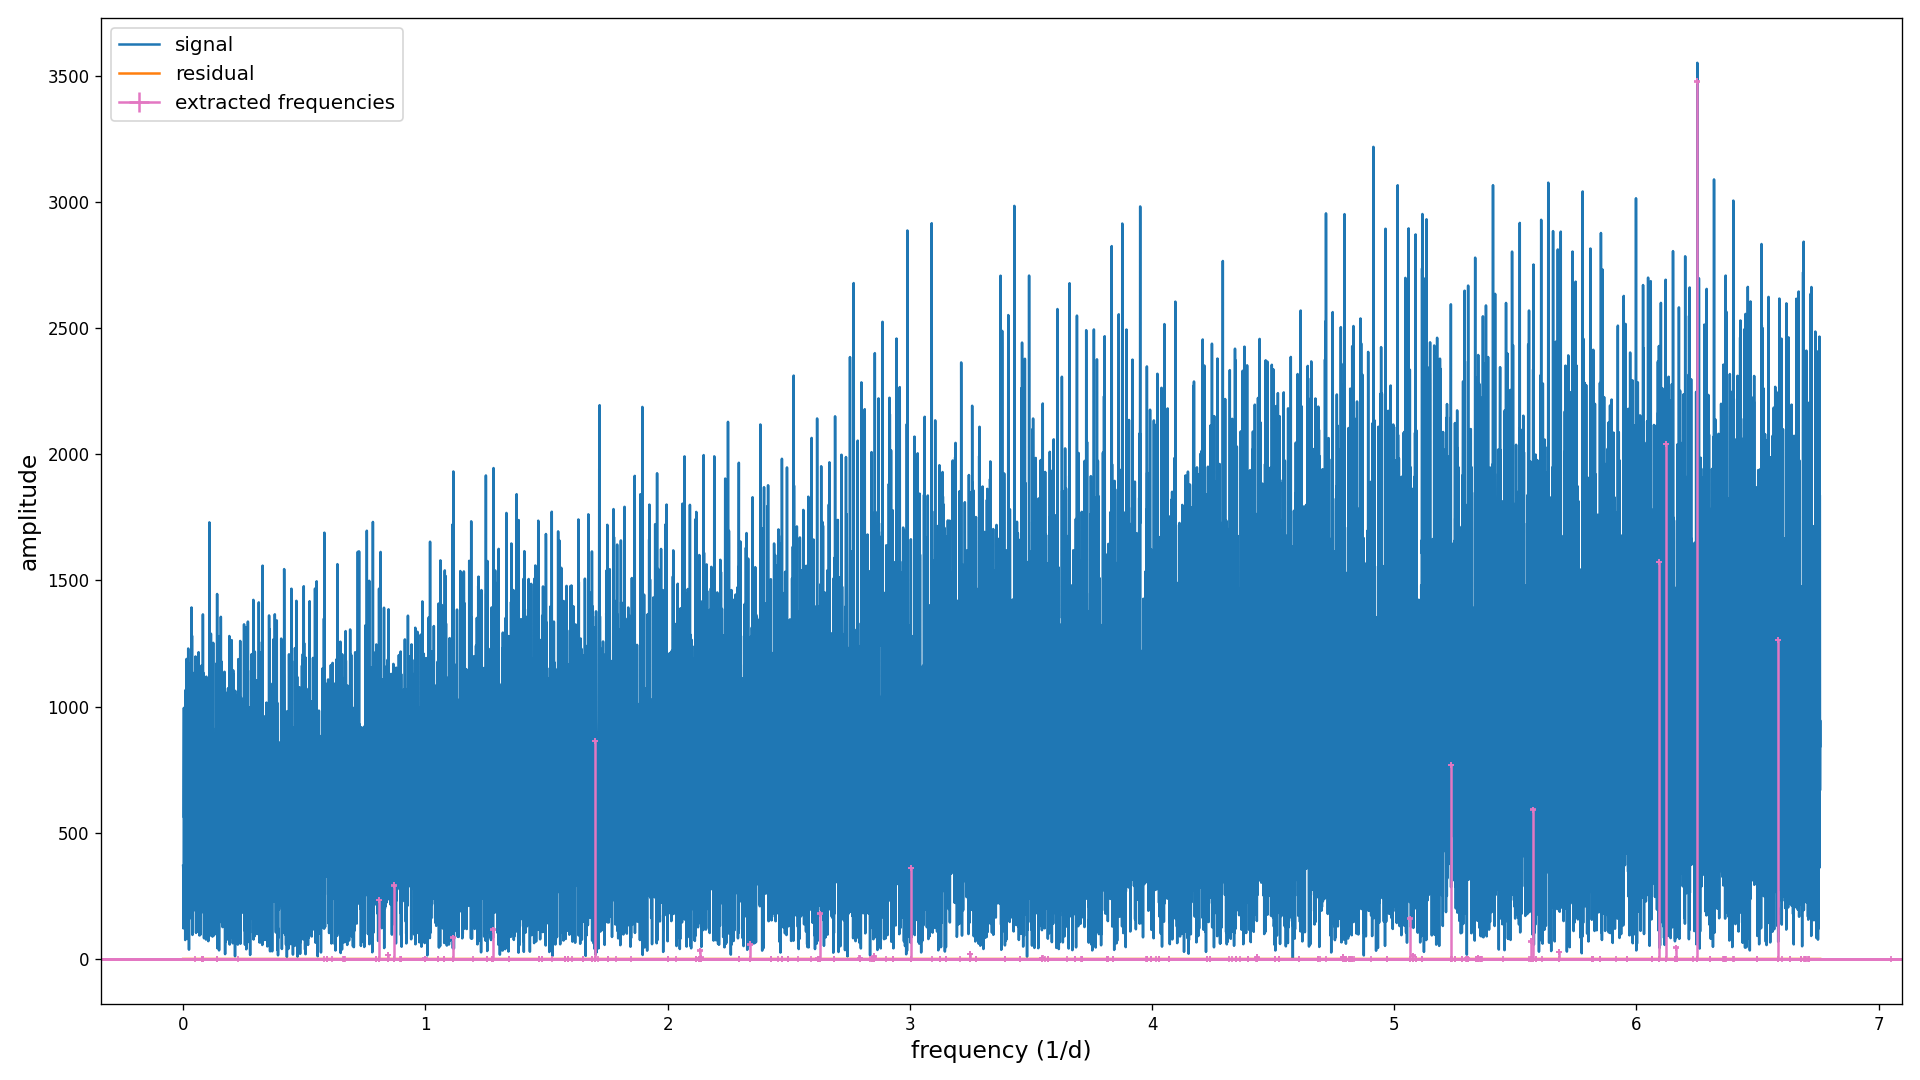 signal
residual
extracted frequencies
3500
3000
2500
2000
1500
1000
500
0
amplitude
0 1 2 3 4 5 6 7
frequency (1/d)